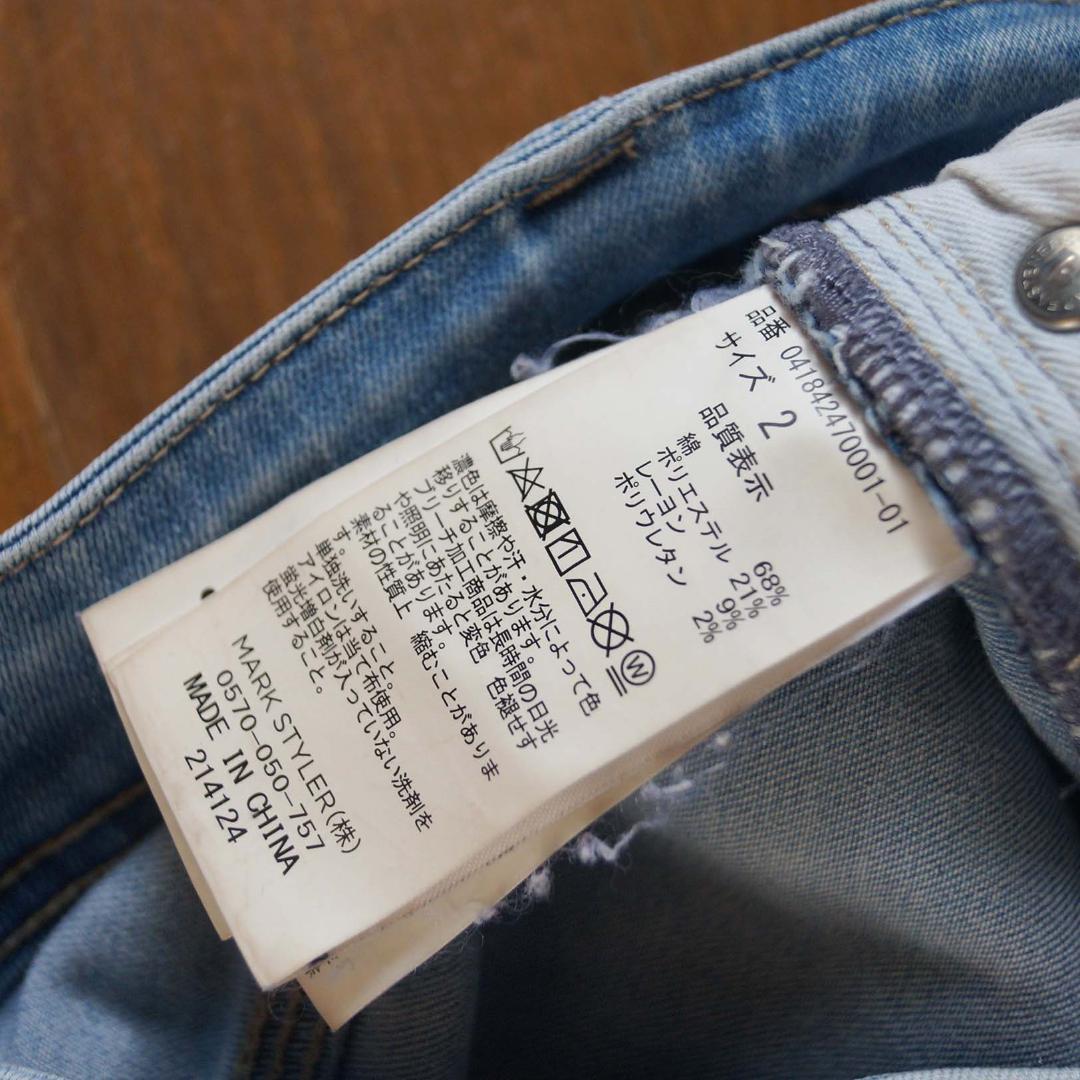 品番 041842470001-01
サイズ 2
品質表示
綿 68%
ポリエステル 21%
レーヨン 9%
ポリウレタン 2%
W
濃色は摩擦や汗・水分によって色
移りすることがあります。
ブリーチ加工商品は長時間の日光
や照明にあたると変色 色褪せす
ることがあります。
素材の性質上 縮むことがありま
す。
単独洗いすること。
アイロンは当て布使用。
蛍光増白剤が入っていない洗剤を
使用すること。
MARK STYLER(株)
0570-050-757
MADE IN CHINA
214124